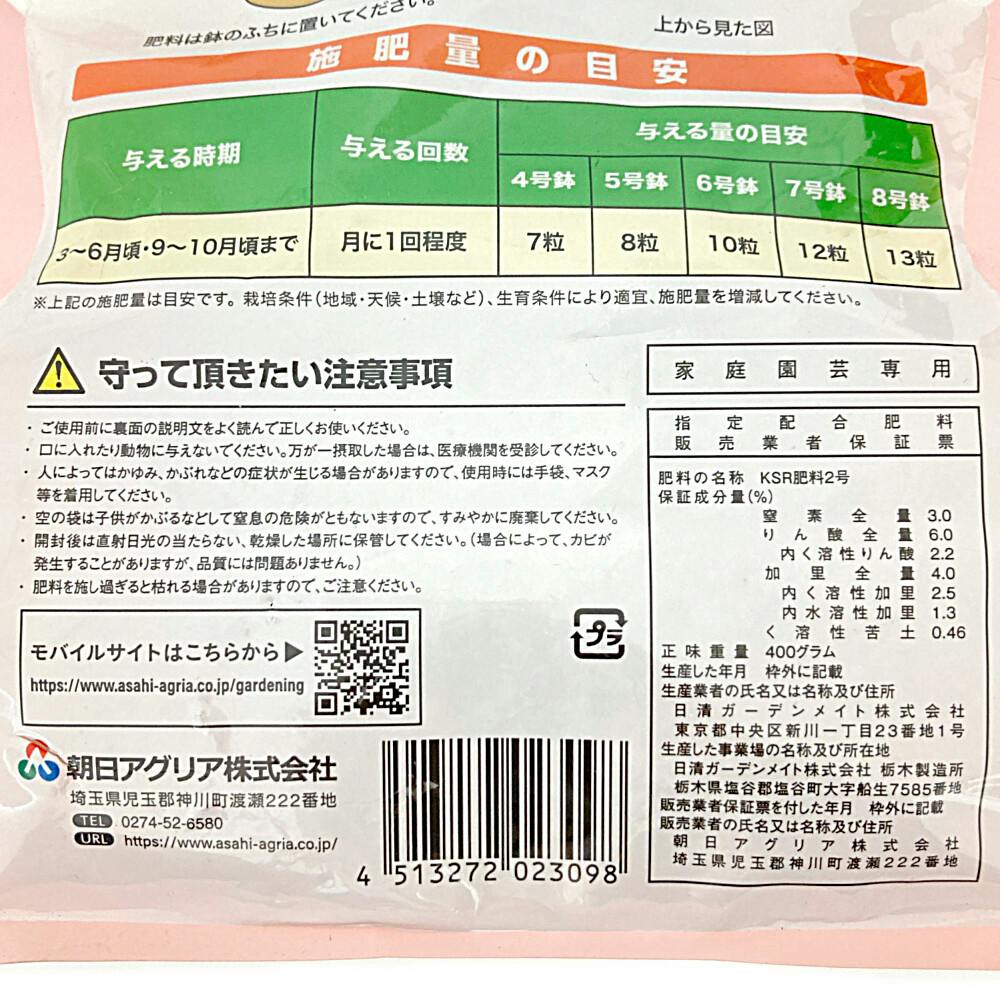 肥料は鉢のふちに置いてください。
上から見た図
施肥量の目安
与える時期
与える回数
与える量の目安
4号鉢 5号鉢 6号鉢 7号鉢 8号鉢
3～6月頃・9～10月頃まで 月に1回程度 7粒 8粒 10粒 12粒 13粒
※上記の施肥量は目安です。栽培条件（地域・天候・土壌など）、生育条件により適宜、施肥量を増減してください。
守って頂きたい注意事項
・ご使用前に裏面の説明文をよく読んで正しくお使いください。
・口に入れたり動物に与えないでください。万が一摂取した場合は、医療機関を受診してください。
・人によってはかゆみ、かぶれなどの症状が生じる場合がありますので、使用時には手袋、マスク
等を着用してください。
・空の袋は子供がかぶるなどして窒息の危険がともないますので、すみやかに廃棄してください。
・開封後は直射日光の当たらない、乾燥した場所に保管してください。（場合によって、カビが
発生することがありますが、品質には問題ありません。）
・肥料を施し過ぎると枯れる場合がありますので、ご注意ください。
モバイルサイトはこちらから▶
https://www.asahi-agria.co.jp/gardening
プラ
朝日アグリア株式会社
埼玉県児玉郡神川町渡瀬222番地
TEL 0274-52-6580
URL https://www.asahi-agria.co.jp/
4 513272 023098
家庭園芸専用
指定配合肥料
販売業者保証票
肥料の名称 KSR肥料2号
保証成分量（%）
窒素全量 3.0
りん酸全量 6.0
内く溶性りん酸 2.2
加里全量 4.0
内く溶性加里 2.5
内水溶性加里 1.3
く溶性苦土 0.46
正味重量 400グラム
生産した年月 枠外に記載
生産業者の氏名又は名称及び住所
日清ガーデンメイト株式会社
東京都中央区新川一丁目23番地1号
生産した事業場の名称及び所在地
日清ガーデンメイト株式会社 栃木製造所
栃木県塩谷郡塩谷町大字船生7585番地
販売業者保証票を付した年月 枠外に記載
販売業者の氏名又は名称及び住所
朝日アグリア株式会社
埼玉県児玉郡神川町渡瀬222番地